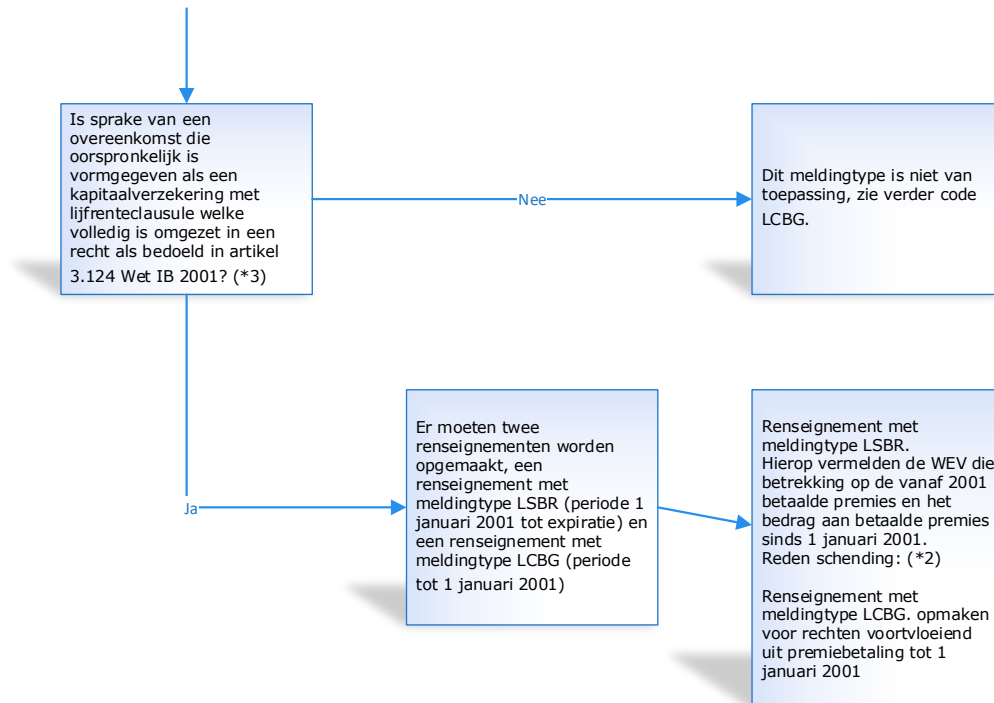 Is sprake van een
overeenkomst die
oorspronkelijk is
vormgegeven als een
kapitaalverzekering met
lijfrenteclausule welke
volledig is omgezet in een
recht als bedoeld in artikel
3.124 Wet IB 2001? (*3)
Nee
Dit meldingtype is niet van
toepassing, zie verder code
LCBG.
Ja
Er moeten twee
renseignementen worden
opgemaakt, een
renseignement met
meldingtype LSBR (periode 1
januari 2001 tot expiratie) en
een renseignement met
meldingtype LCBG (periode
tot 1 januari 2001)
Renseignement met
meldingtype LSBR.
Hierop vermelden de WEV die
betrekking op de vanaf 2001
betaalde premies en het
bedrag aan betaalde premies
sinds 1 januari 2001.
Reden schending: (*2)
Renseignement met
meldingtype LCBG. opmaken
voor rechten voortvloeiend
uit premiebetaling tot 1
januari 2001